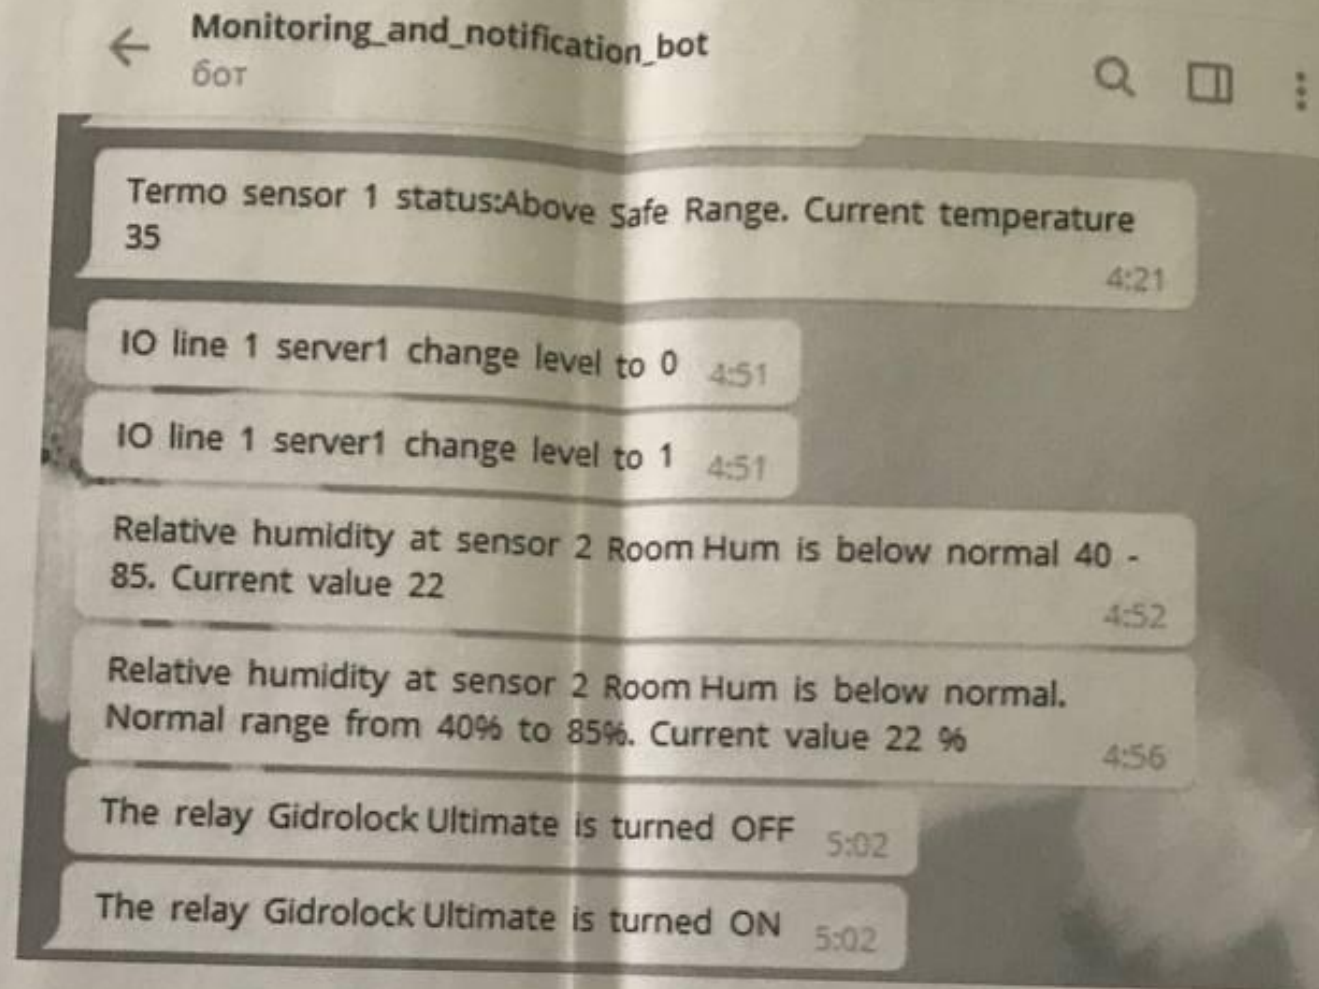 Monitoring_and_notification_bot
бот
Termo sensor 1 status:Above Safe Range. Current temperature
35
4:21
IO line 1 server1 change level to 0 4:51
IO line 1 server1 change level to 1 4:51
Relative humidity at sensor 2 Room Hum is below normal 40 -
85. Current value 22
4:52
Relative humidity at sensor 2 Room Hum is below normal.
Normal range from 40% to 85%. Current value 22 %
4:56
The relay Gidrolock Ultimate is turned OFF 5:02
The relay Gidrolock Ultimate is turned ON 5:02